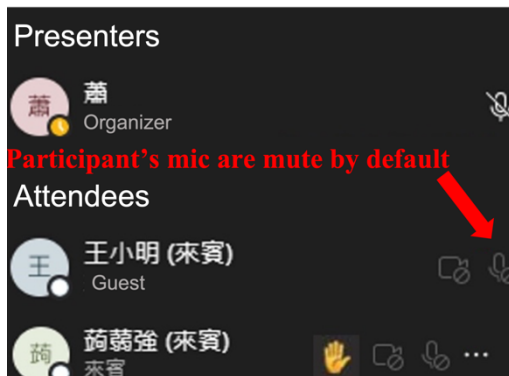 Presenters
蕭
蕭
Organizer
Participant's mic are mute by default
Attendees
王
王小明 (來賓)
Guest
蒟
蒟蒻強 (來賓)
來賓